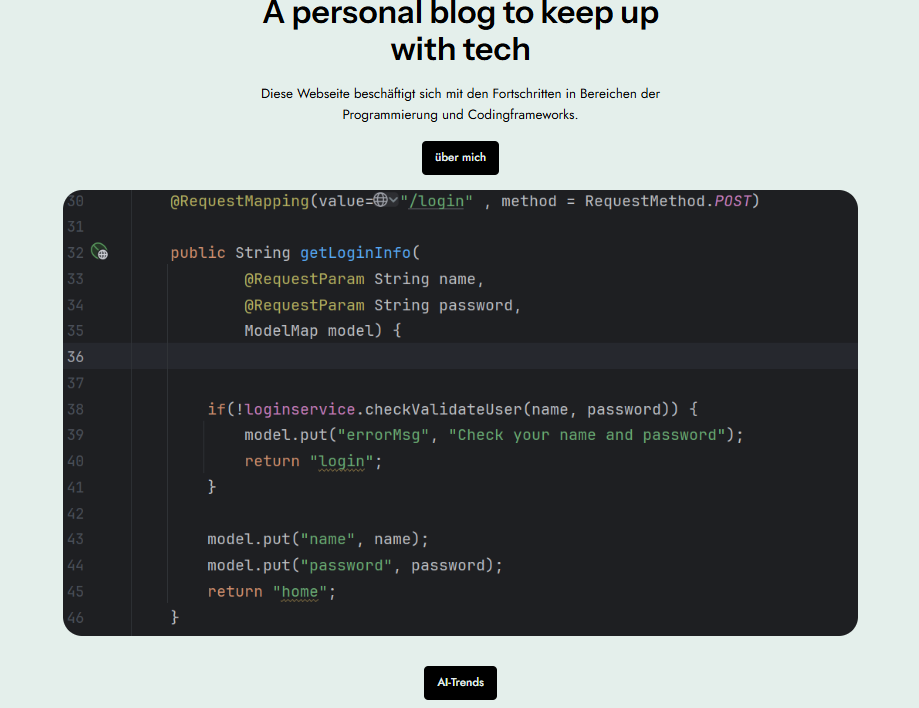 A personal blog to keep up
with tech
Diese Webseite beschäftigt sich mit den Fortschritten in Bereichen der
Programmierung und Codingframeworks.
über mich
30 @RequestMapping(value="/login" , method = RequestMethod.POST)
31
32 public String getLoginInfo(
33 @RequestParam String name,
34 @RequestParam String password,
35 ModelMap model) {
36
37
38 if(!loginservice.checkValidateUser(name, password)) {
39 model.put("errorMsg", "Check your name and password");
40 return "login";
41 }
42
43 model.put("name", name);
44 model.put("password", password);
45 return "home";
46 }
AI-Trends